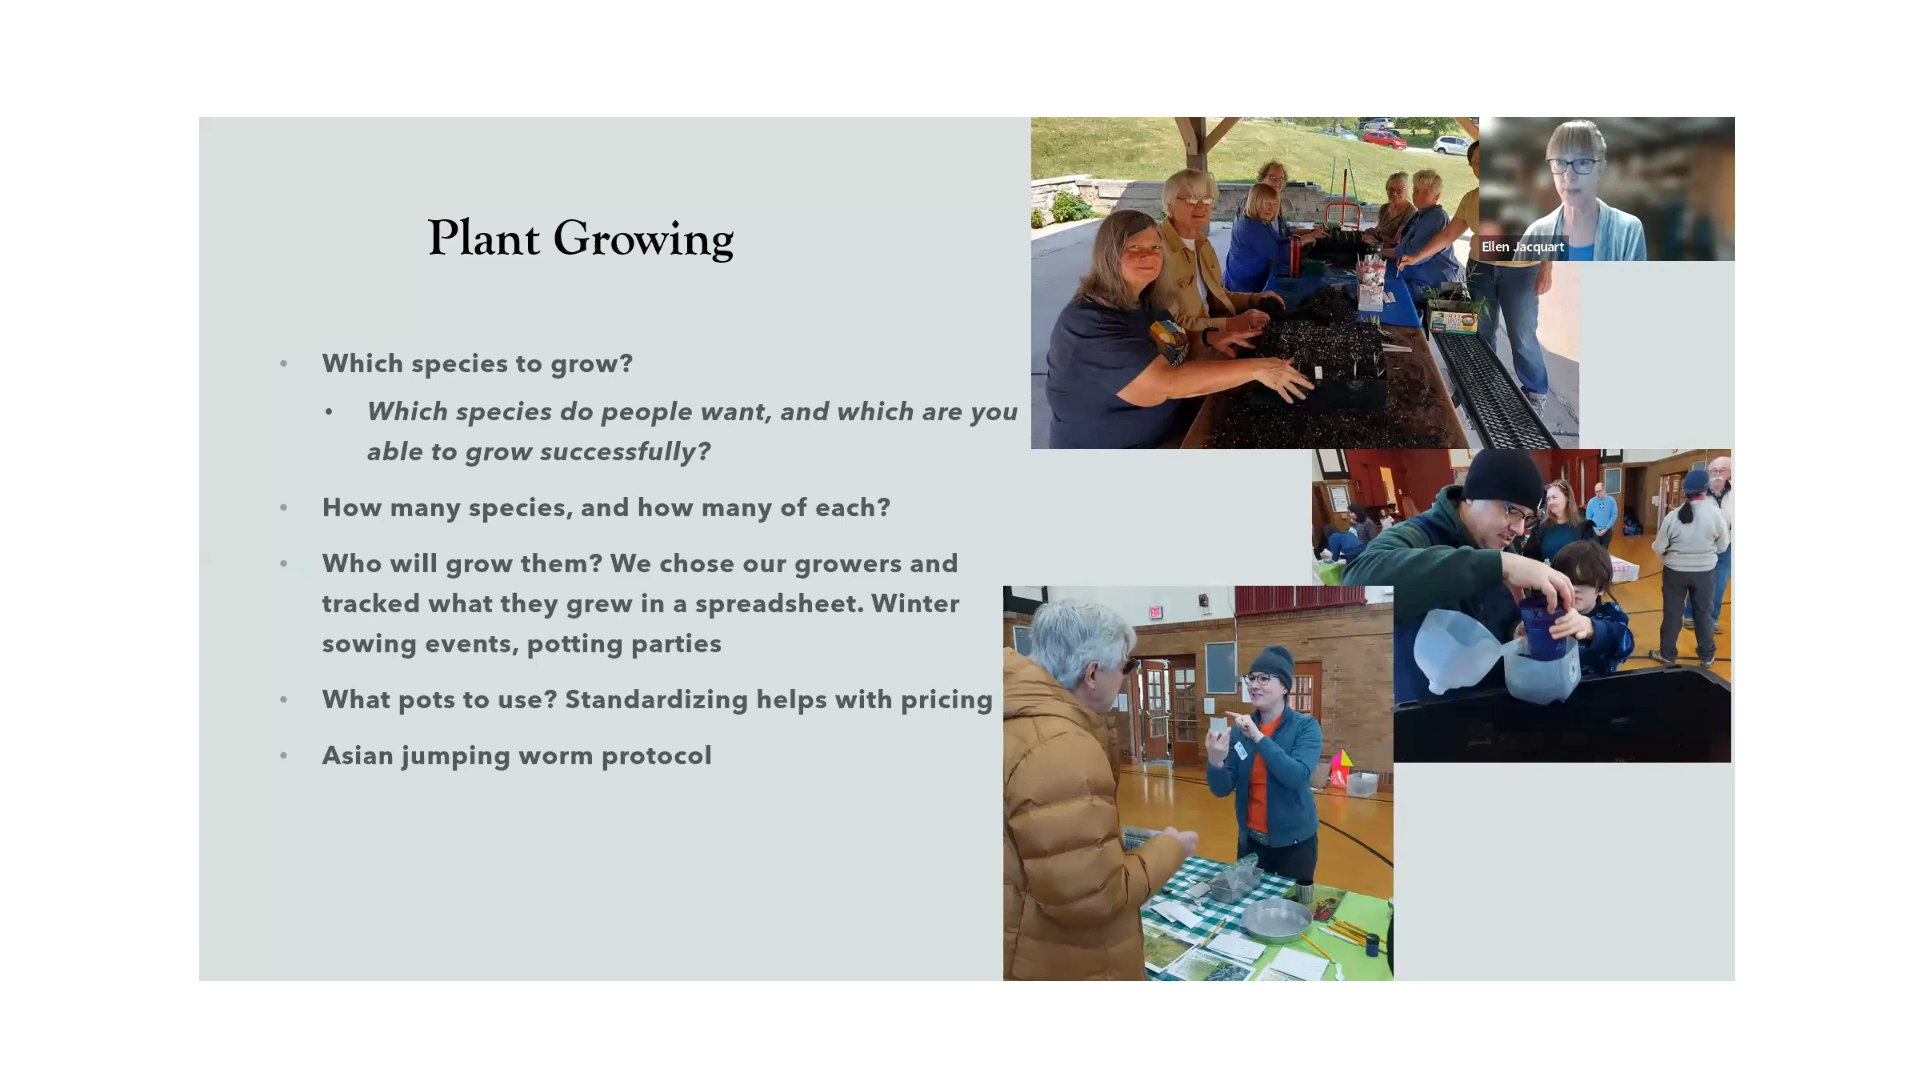 Plant Growing
• Which species to grow?
• Which species do people want, and which are you
able to grow successfully?
• How many species, and how many of each?
• Who will grow them? We chose our growers and
tracked what they grew in a spreadsheet. Winter
sowing events, potting parties
• What pots to use? Standardizing helps with pricing
• Asian jumping worm protocol
Ellen Jacquart
EXIT